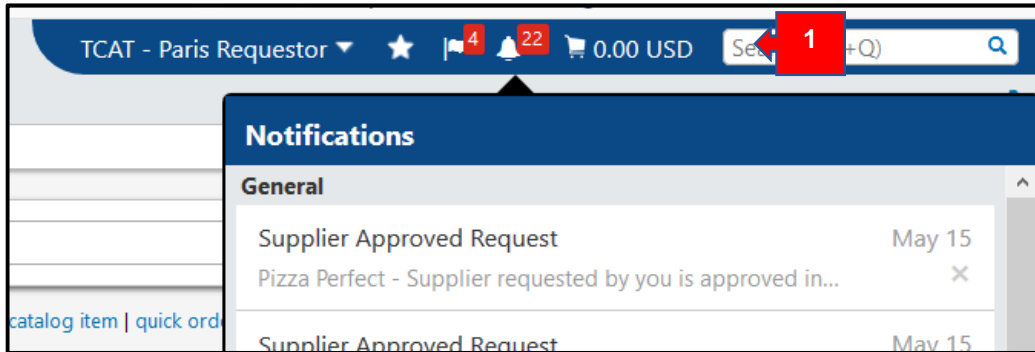 TCAT - Paris Requestor 4 22 0.00 USD 1 +Q)
Notifications
General
Supplier Approved Request May 15
Pizza Perfect - Supplier requested by you is approved in...
catalog item | quick
Supplier Approved Request May 15